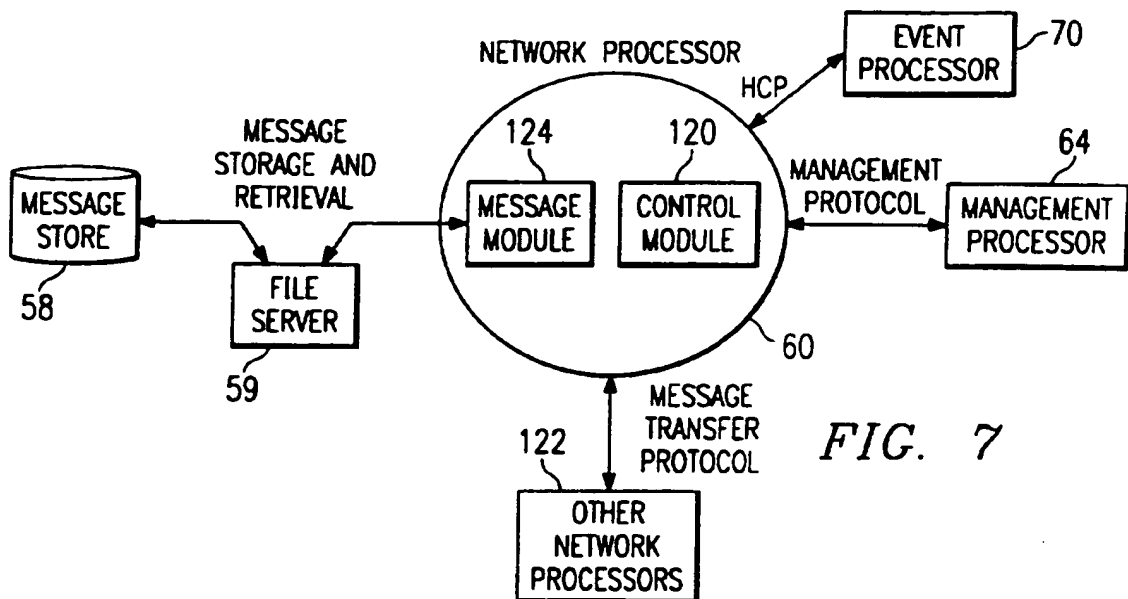 NETWORK PROCESSOR
EVENT
PROCESSOR
70
HCP
MESSAGE
STORAGE AND
RETRIEVAL
124
120
64
MESSAGE
STORE
58
MESSAGE
MODULE
CONTROL
MODULE
MANAGEMENT
PROTOCOL
MANAGEMENT
PROCESSOR
FILE
SERVER
59
60
MESSAGE
TRANSFER
PROTOCOL
122
OTHER
NETWORK
PROCESSORS
FIG. 7